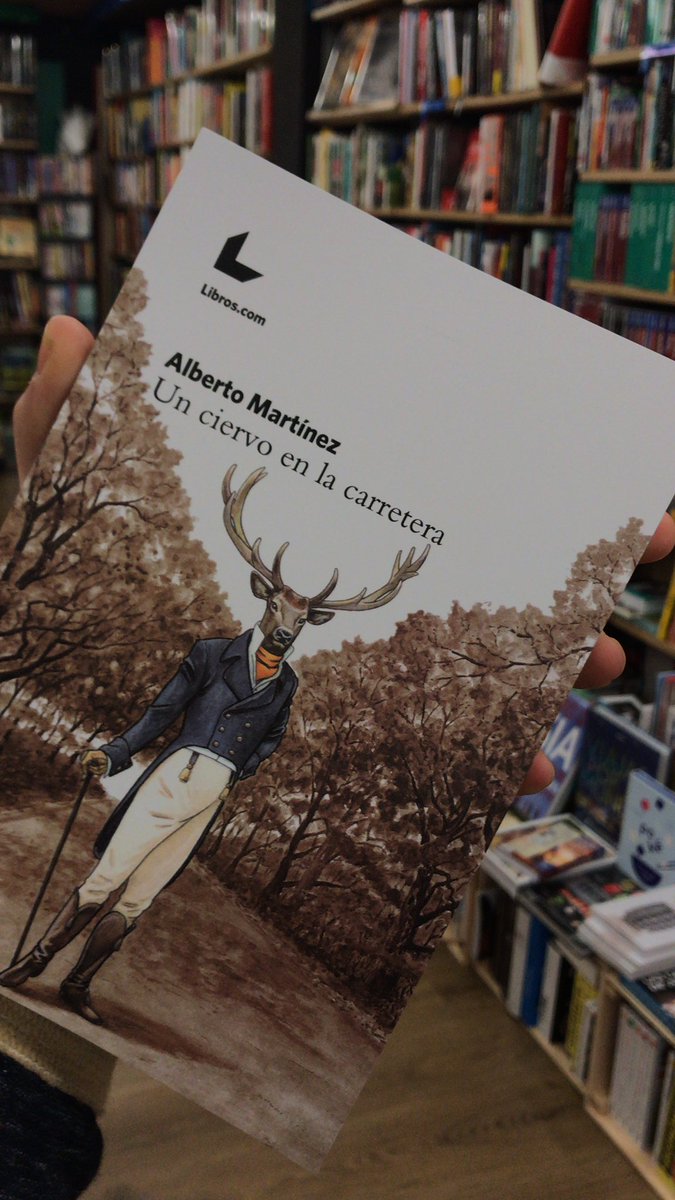 Libros.com
Alberto Martínez
Un ciervo en la carretera